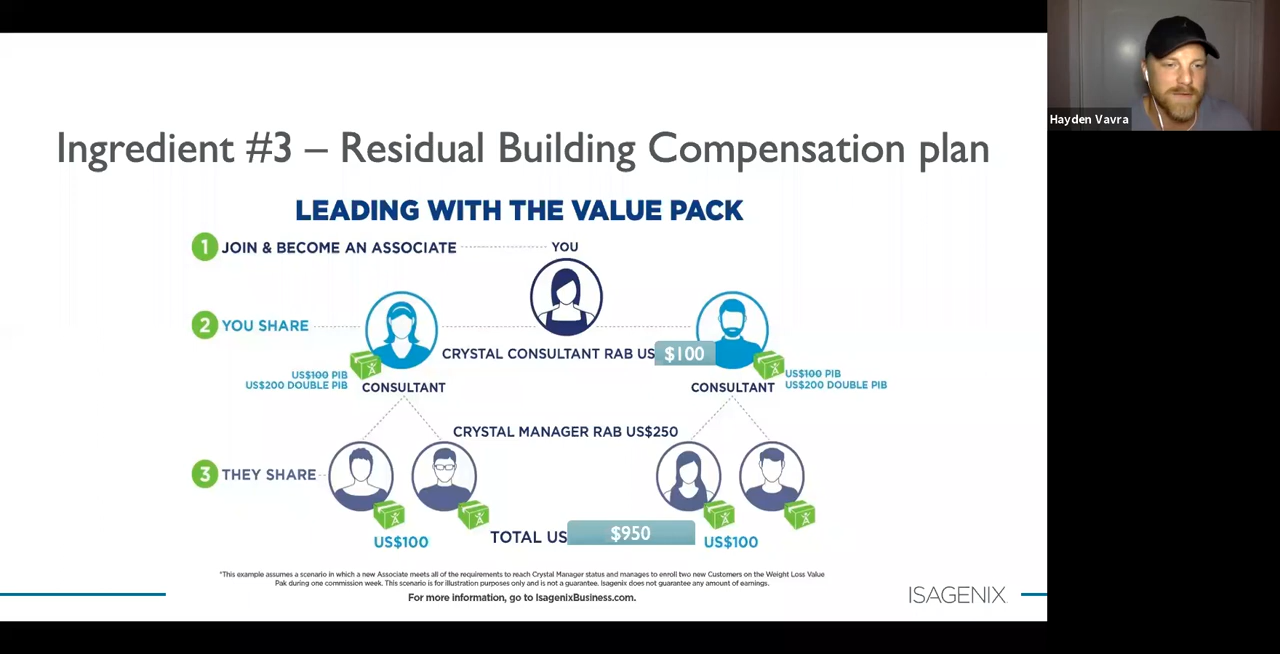 Hayden Vavra
Ingredient #3 – Residual Building Compensation plan
LEADING WITH THE VALUE PACK
1 JOIN & BECOME AN ASSOCIATE
YOU
2 YOU SHARE
CRYSTAL CONSULTANT RAB US $100
US$100 PIB
US$200 DOUBLE PIB
CONSULTANT
CONSULTANT
US$100 PIB
US$200 DOUBLE PIB
CRYSTAL MANAGER RAB US$250
3 THEY SHARE
US$100
TOTAL US $950
US$100
*This example assumes a scenario in which a new Associate meets all of the requirements to reach Crystal Manager status and manages to enroll two new Customers on the Weight Loss Value
Pak during one commission week. This scenario is for illustration purposes only and is not a guarantee. Isagenix does not guarantee any amount of earnings.
For more information, go to IsagenixBusiness.com.
ISAGENIX